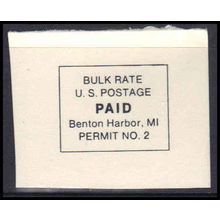 BULK RATE
U. S. POSTAGE
PAID
Benton Harbor, MI
PERMIT NO. 2